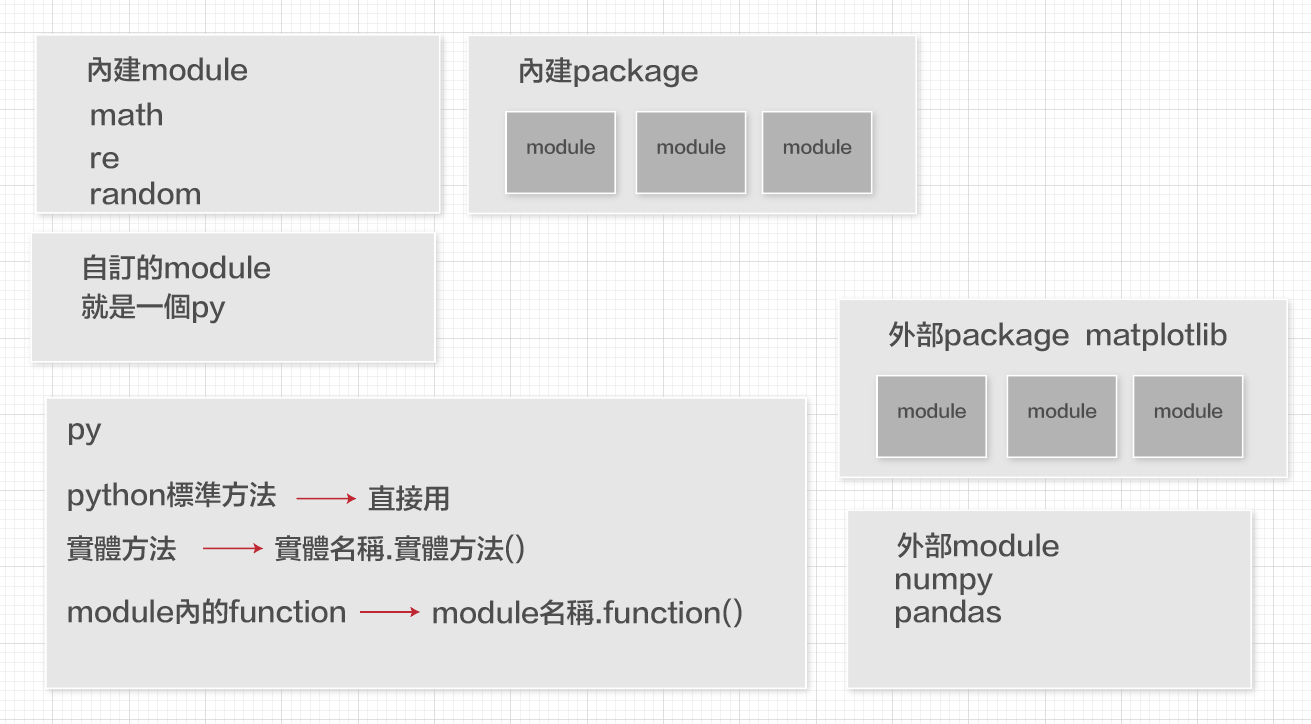 內建module
math
re
random
內建package
module
module
module
自訂的module
就是一個py
外部package matplotlib
module
module
module
py
python標準方法
直接用
實體方法
實體名稱.實體方法()
module內的function
module名稱.function()
外部module
numpy
pandas